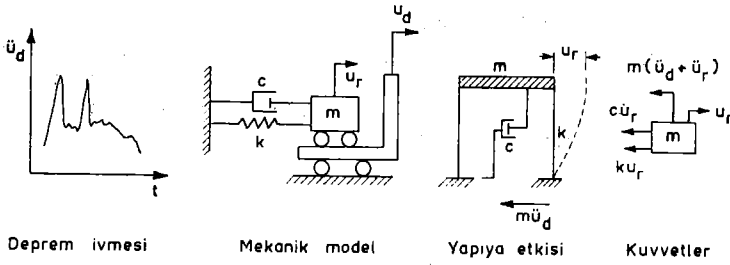 ü_d
t
Deprem ivmesi
u_d
u_r
c
m
k
Mekanik model
m
u_r
c
k
mü_d
Yapıya etkisi
m(ü_d + ü_r)
cu̇_r
m
u_r
ku_r
Kuvvetler